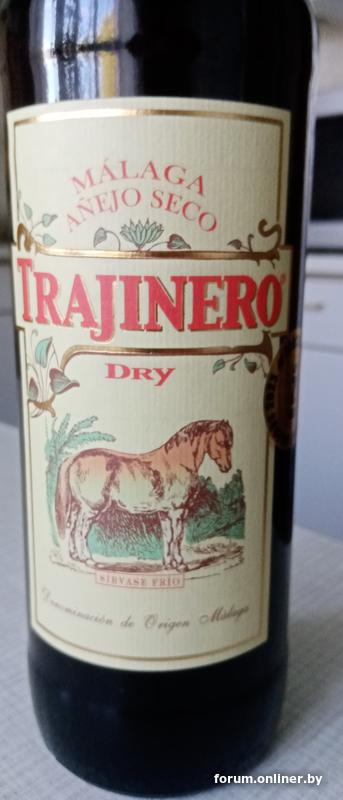 MÁLAGA
AÑEJO SECO
TRAJINERO
DRY
SÍRVASE FRÍO
Denominación de Origen Málaga
forum.onliner.by